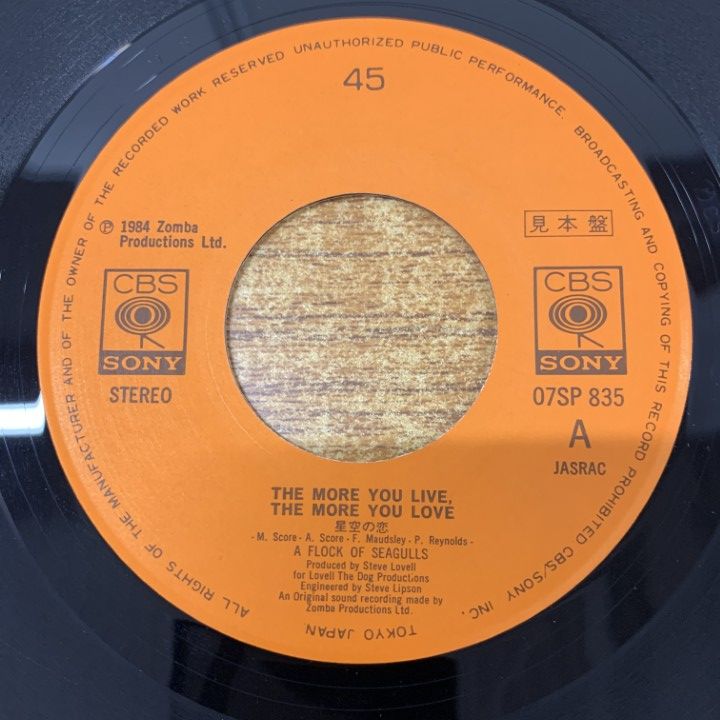 ALL RIGHTS OF THE MANUFACTURER AND OF THE OWNER OF THE RECORDED WORK RESERVED UNAUTHORIZED PUBLIC PERFORMANCE. BROADCASTING AND COPYING OF THIS RECORD PROHIBITED CBS/SONY INC. TOKYO JAPAN
45
Ⓟ 1984 Zomba
Productions Ltd.
見本盤
CBS
SONY
STEREO
CBS
SONY
07SP 835
A
JASRAC
THE MORE YOU LIVE,
THE MORE YOU LOVE
星空の恋
- M. Score - A. Score - F. Maudsley - P. Reynolds -
A FLOCK OF SEAGULLS
Produced by Steve Lovell
for Lovell The Dog Productions
Engineered by Steve Lipson
An Original sound recording made by
Zomba Productions Ltd.